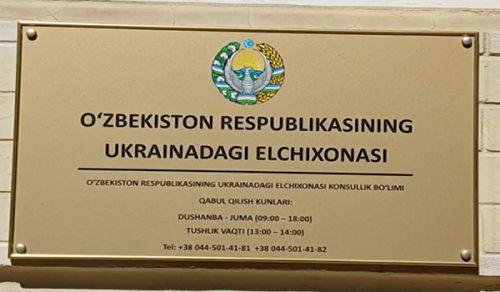 O‘ZBEKISTON RESPUBLIKASINING
UKRAINADAGI ELCHIXONASI
O‘ZBEKISTON RESPUBLIKASINING UKRAINADAGI ELCHIXONASI KONSULLIK BO‘LIMI
QABUL QILISH KUNLARI:
DUSHANBA - JUMA (09:00 – 18:00)
TUSHLIK VAQTI (13:00 – 14:00)
Tel: +38 044-501-41-81 +38 044-501-41-82